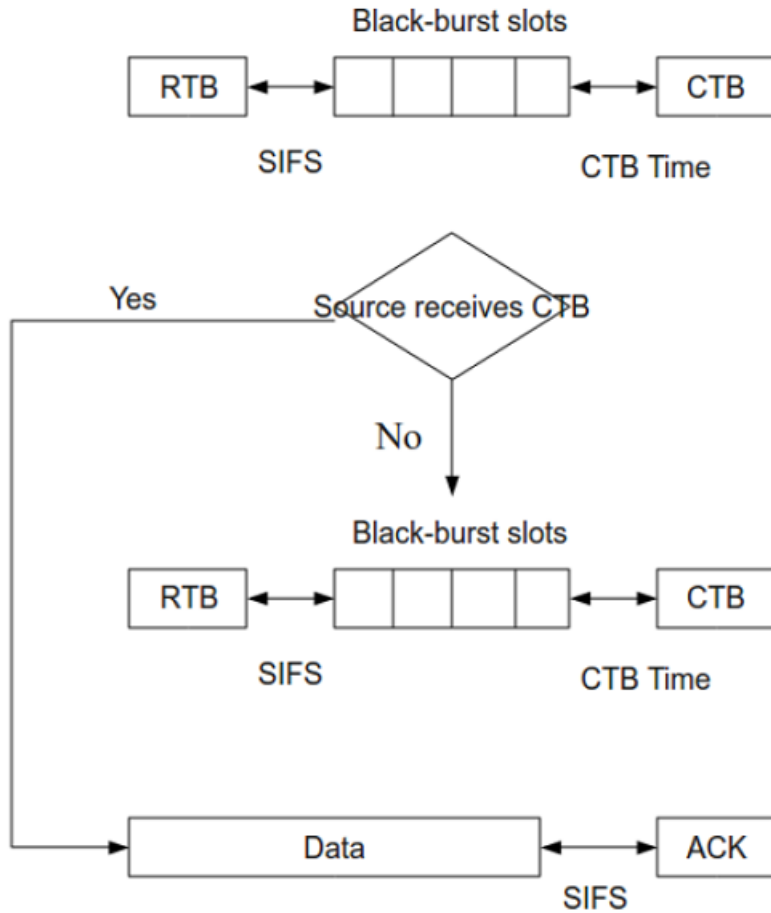 Black-burst slots
RTB
CTB
SIFS
CTB Time
Yes
Source receives CTB
No
Black-burst slots
RTB
CTB
SIFS
CTB Time
Data
ACK
SIFS